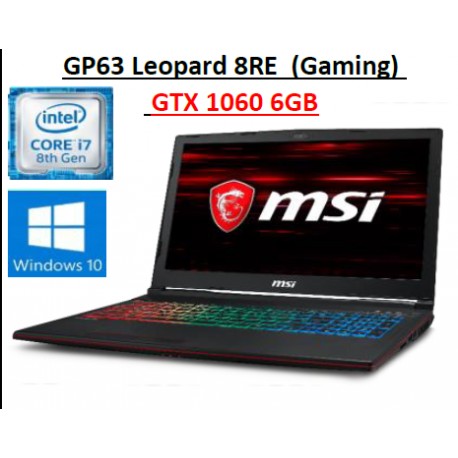 GP63 Leopard 8RE (Gaming)
GTX 1060 6GB
intel
CORE i7
8th Gen
Windows 10
msi
msi